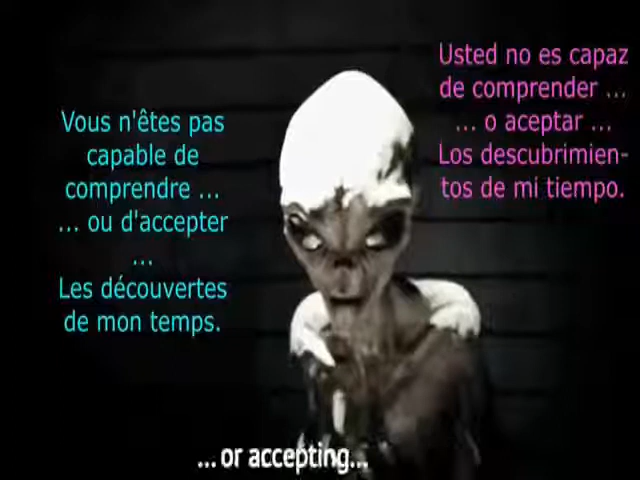 Vous n'êtes pas
capable de
comprendre ...
... ou d'accepter
...
Les découvertes
de mon temps.
Usted no es capaz
de comprender ...
... o aceptar ...
Los descubrimien-
tos de mi tiempo.
...or accepting...